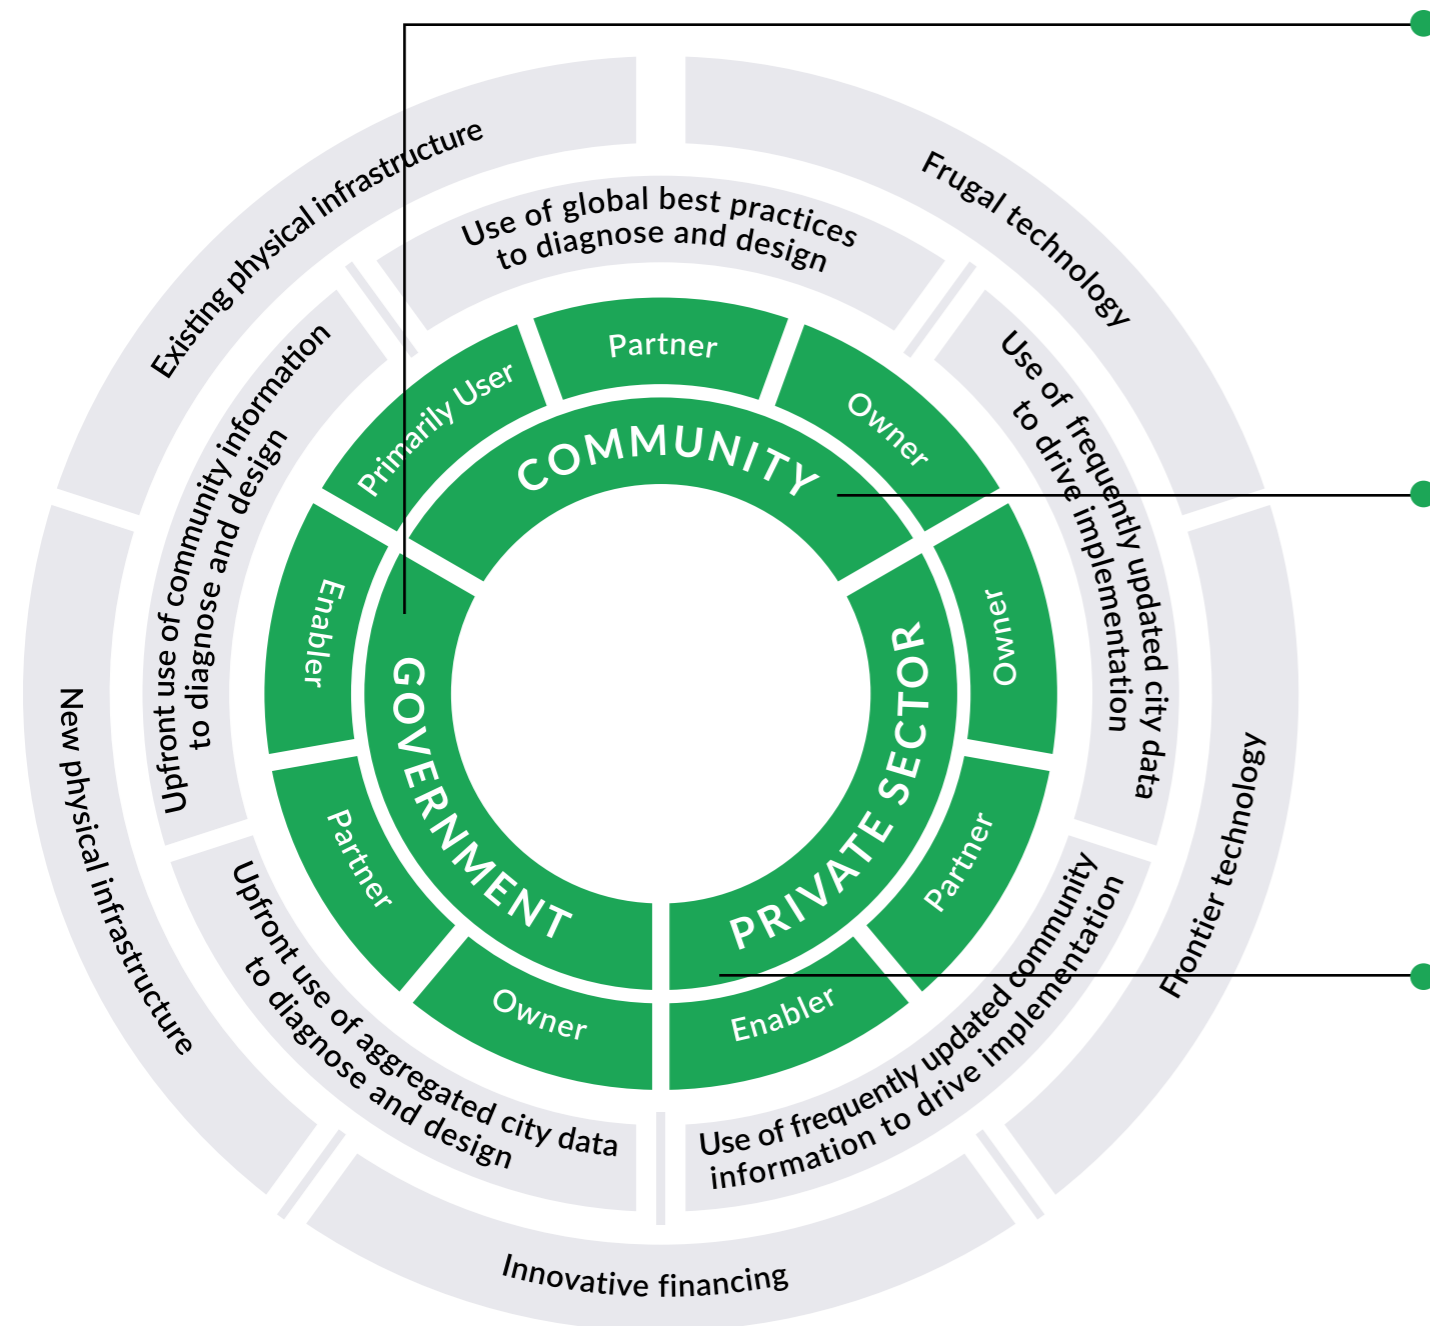 Existing physical infrastructure
Frugal technology
Frontier technology
Innovative financing
New physical infrastructure
Use of global best practices
to diagnose and design
Use of frequently updated city data
to drive implementation
Use of frequently updated community
information to drive implementation
Upfront use of aggregated city data
to diagnose and design
Upfront use of community information
to diagnose and design
Primarily User
Partner
Owner
COMMUNITY
Owner
Partner
Enabler
PRIVATE SECTOR
Owner
Partner
Enabler
GOVERNMENT